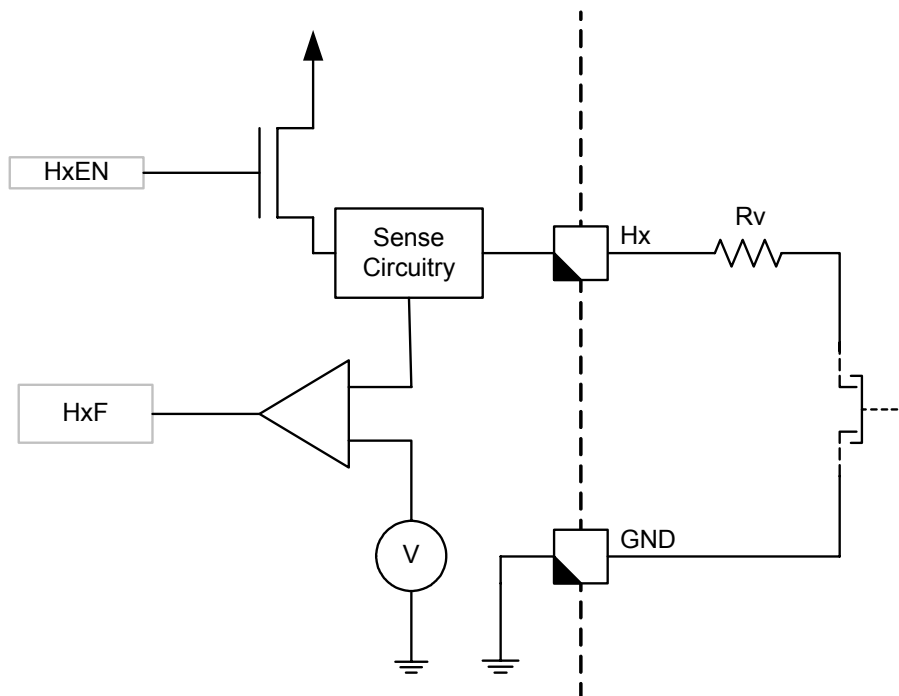 HxEN
Sense
Circuitry
Hx
Rv
HxF
GND
V